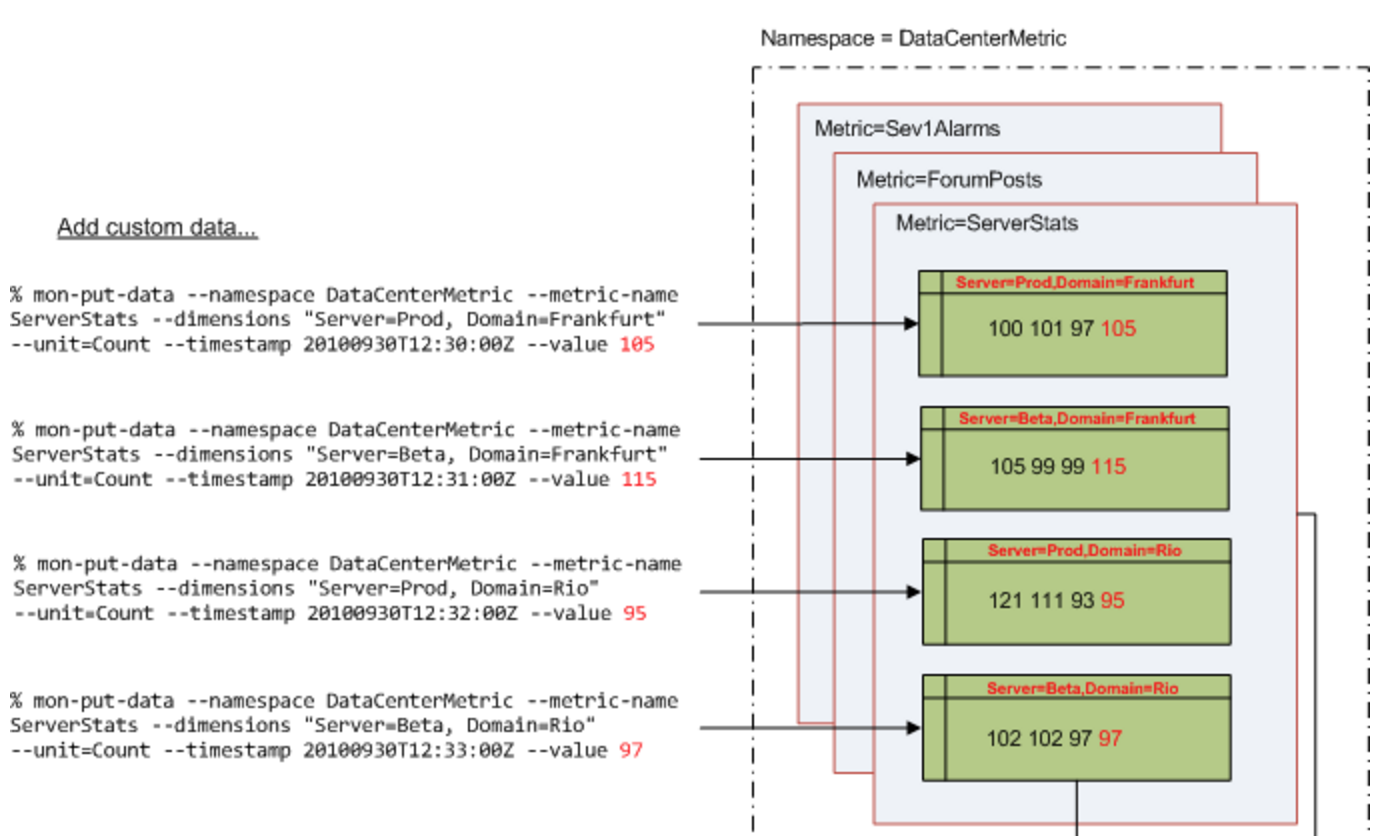 Namespace = DataCenterMetric
Metric=Sev1Alarms
Metric=ForumPosts
Metric=ServerStats
Add custom data...
% mon-put-data --namespace DataCenterMetric --metric-name
ServerStats --dimensions "Server=Prod, Domain=Frankfurt"
--unit=Count --timestamp 20100930T12:30:00Z --value 105
Server=Prod,Domain=Frankfurt
100 101 97 105
% mon-put-data --namespace DataCenterMetric --metric-name
ServerStats --dimensions "Server=Beta, Domain=Frankfurt"
--unit=Count --timestamp 20100930T12:31:00Z --value 115
Server=Beta,Domain=Frankfurt
105 99 99 115
% mon-put-data --namespace DataCenterMetric --metric-name
ServerStats --dimensions "Server=Prod, Domain=Rio"
--unit=Count --timestamp 20100930T12:32:00Z --value 95
Server=Prod,Domain=Rio
121 111 93 95
% mon-put-data --namespace DataCenterMetric --metric-name
ServerStats --dimensions "Server=Beta, Domain=Rio"
--unit=Count --timestamp 20100930T12:33:00Z --value 97
Server=Beta,Domain=Rio
102 102 97 97